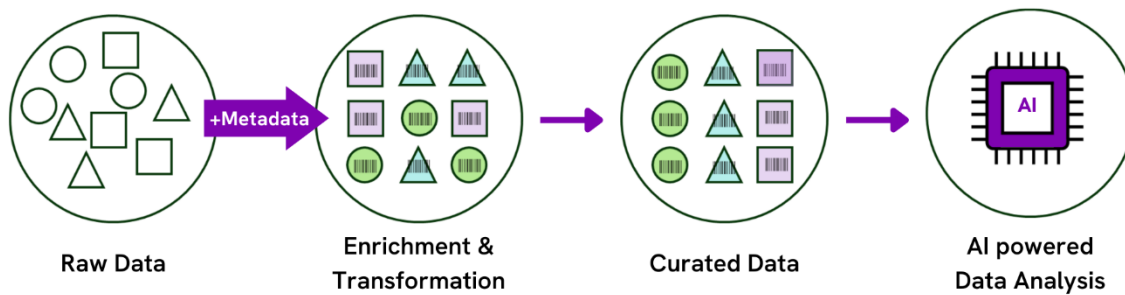 +Metadata
AI
Raw Data
Enrichment &
Transformation
Curated Data
AI powered
Data Analysis